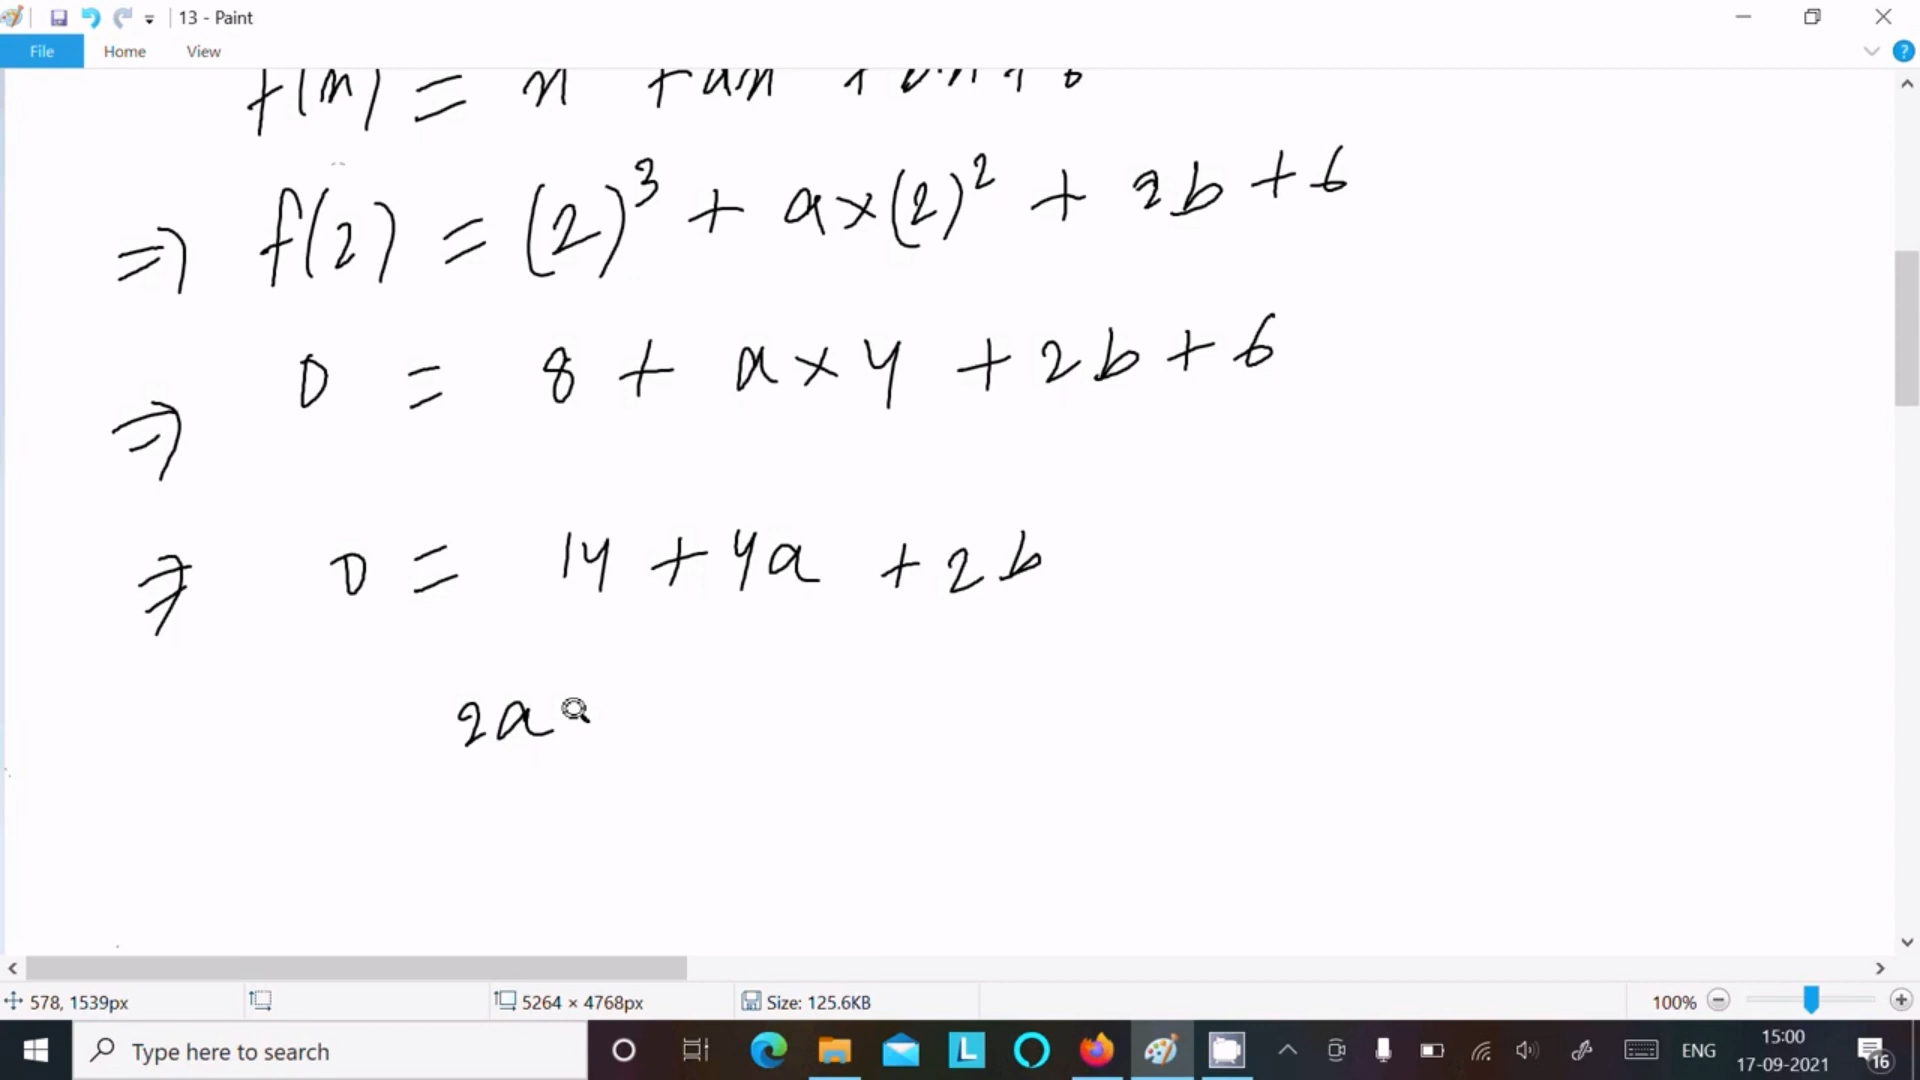 13 - Paint
File Home View
⇒ f(2) = (2)³ + a×(2)² + 2b + 6
⇒ 0 = 8 + a×4 + 2b + 6
⇒ 0 = 14 + 4a + 2b
2a
578, 1539px 5264 × 4768px Size: 125.6KB 100%
Type here to search L ENG 15:00
17-09-2021 16